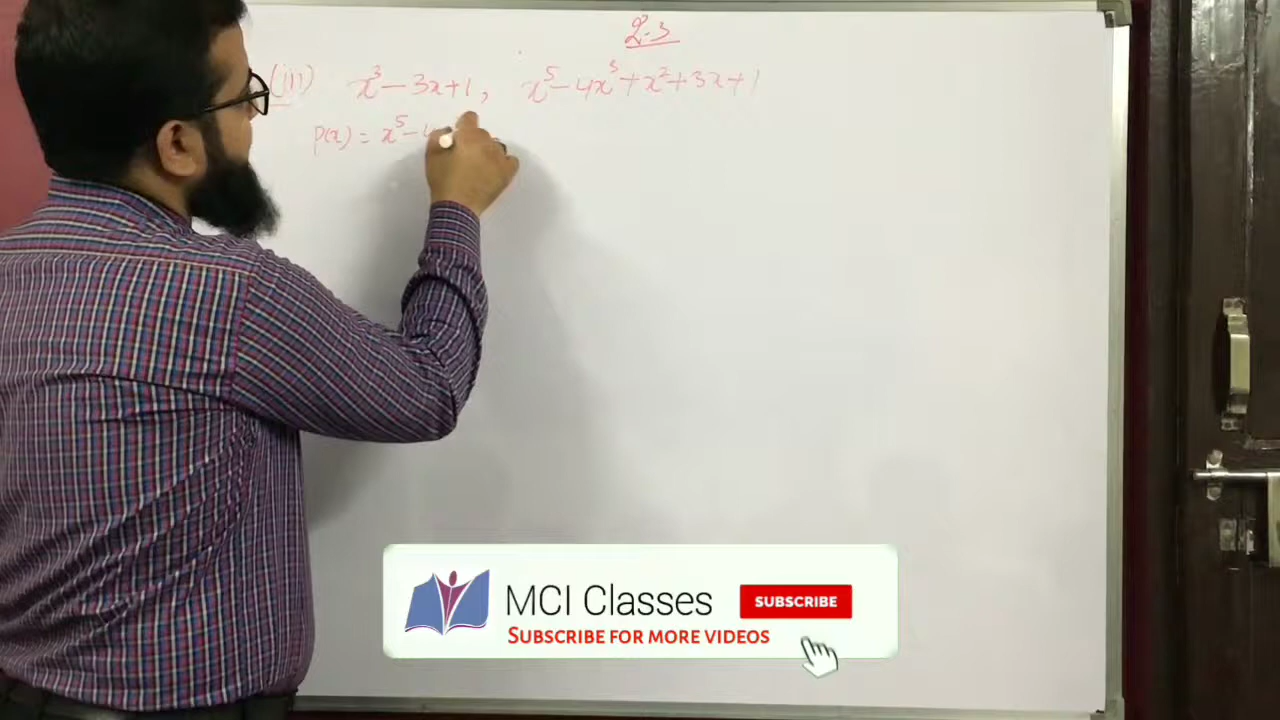 2.3
(iii) x³ - 3x + 1, x⁵ - 4x³ + x² + 3x + 1
p(x) = x⁵ - 4
MCI Classes
SUBSCRIBE
SUBSCRIBE FOR MORE VIDEOS